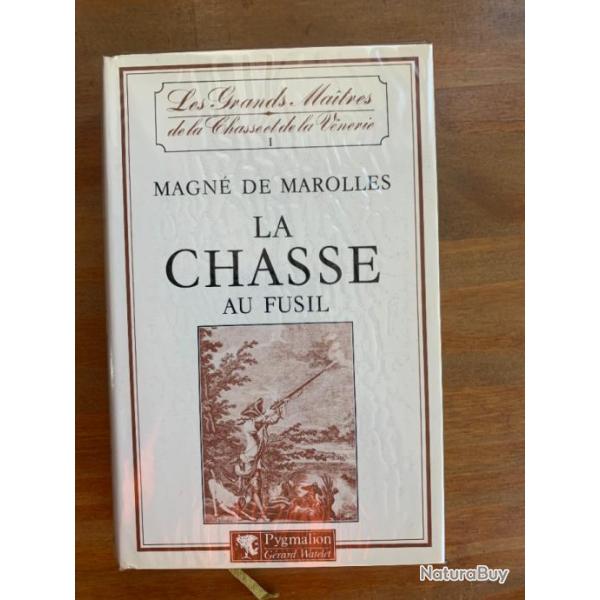 Les Grands Maîtres
de la Chasse et de la Vènerie
1
MAGNÉ DE MAROLLES
LA
CHASSE
AU FUSIL
Pygmalion
Gérard Watelet
NaturaBuy